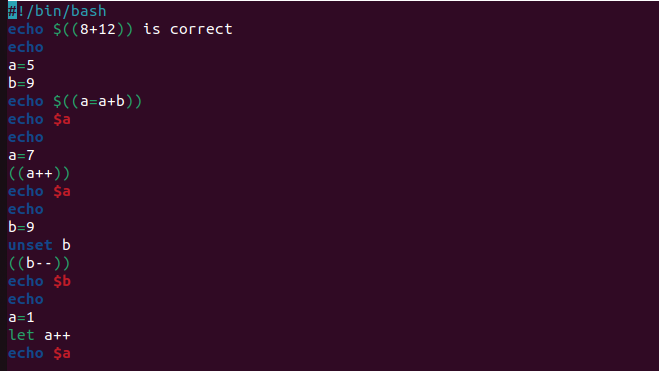 #!/bin/bash
echo $((8+12)) is correct
echo
a=5
b=9
echo $((a=a+b))
echo $a
echo
a=7
((a++))
echo $a
echo
b=9
unset b
((b--))
echo $b
echo
a=1
let a++
echo $a